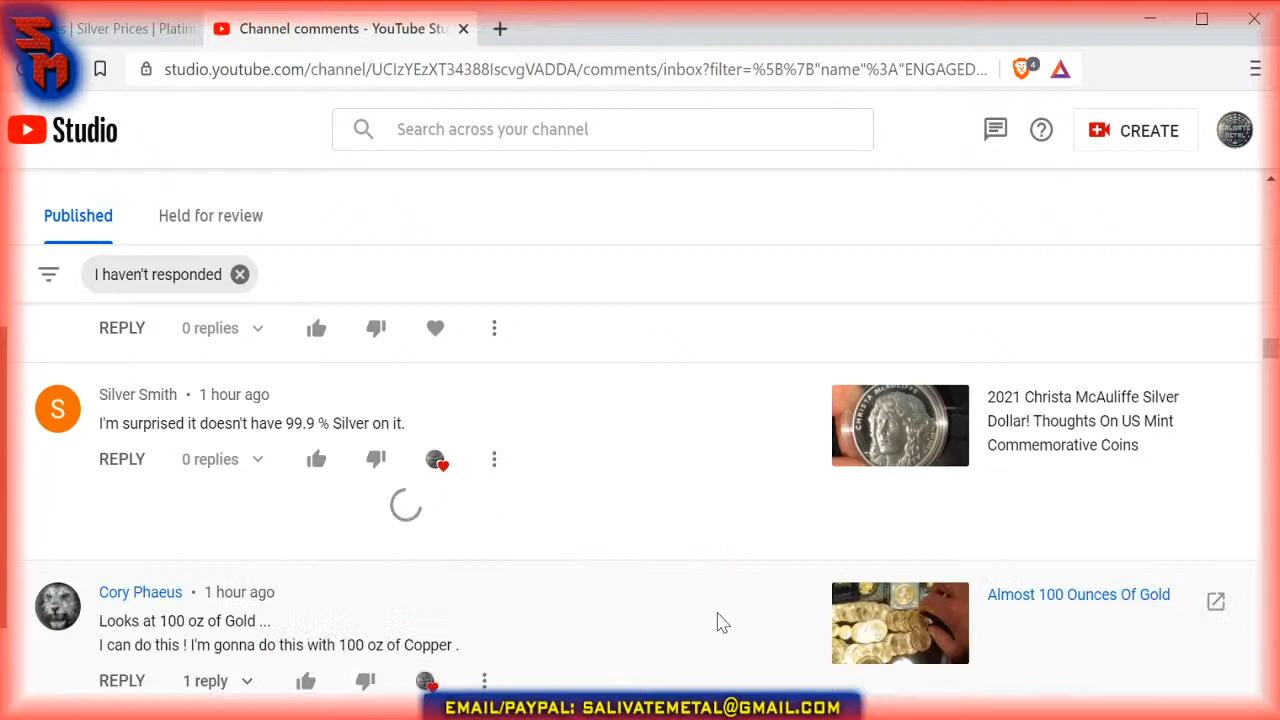 s | Silver Prices | Platin
Channel comments - YouTube Stu
SM
studio.youtube.com/channel/UCIzYEzXT34388IscvgVADDA/comments/inbox?filter=%5B%7B"name"%3A"ENGAGED...
4
Studio
Search across your channel
CREATE
Published
Held for review
I haven't responded
REPLY 0 replies
Silver Smith • 1 hour ago
I'm surprised it doesn't have 99.9 % Silver on it.
REPLY 0 replies
S
CHRISTA McAULIFFE
2021 Christa McAuliffe Silver
Dollar! Thoughts On US Mint
Commemorative Coins
Cory Phaeus • 1 hour ago
Looks at 100 oz of Gold ...
I can do this ! I'm gonna do this with 100 oz of Copper .
REPLY 1 reply
Almost 100 Ounces Of Gold
EMAIL/PAYPAL: SALIVATEMETAL@GMAIL.COM